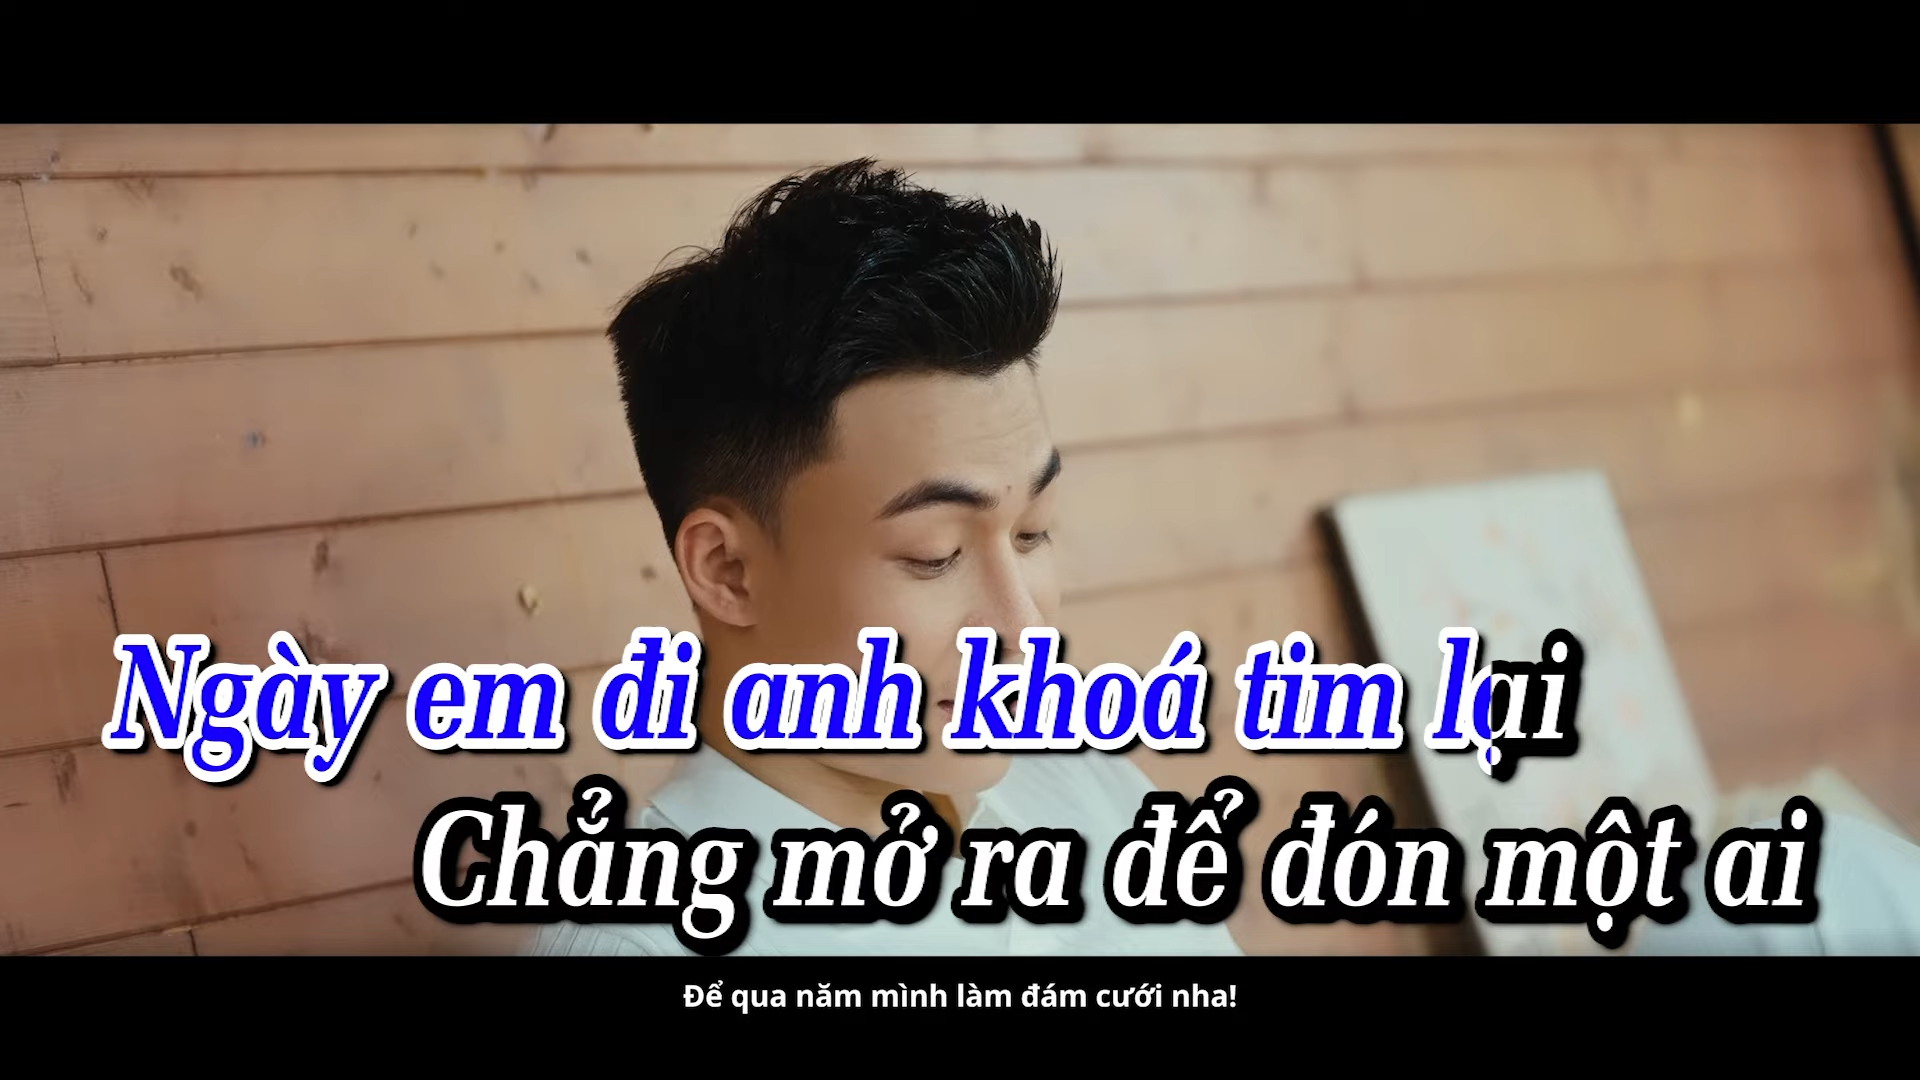 Ngày em đi anh khoá tim lại
Chẳng mở ra để đón một ai
Để qua năm mình làm đám cưới nha!